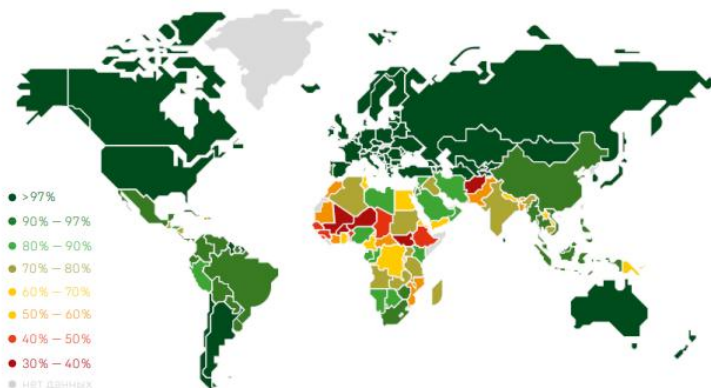 >97%
90% – 97%
80% – 90%
70% – 80%
60% – 70%
50% – 60%
40% – 50%
30% – 40%
нет данных